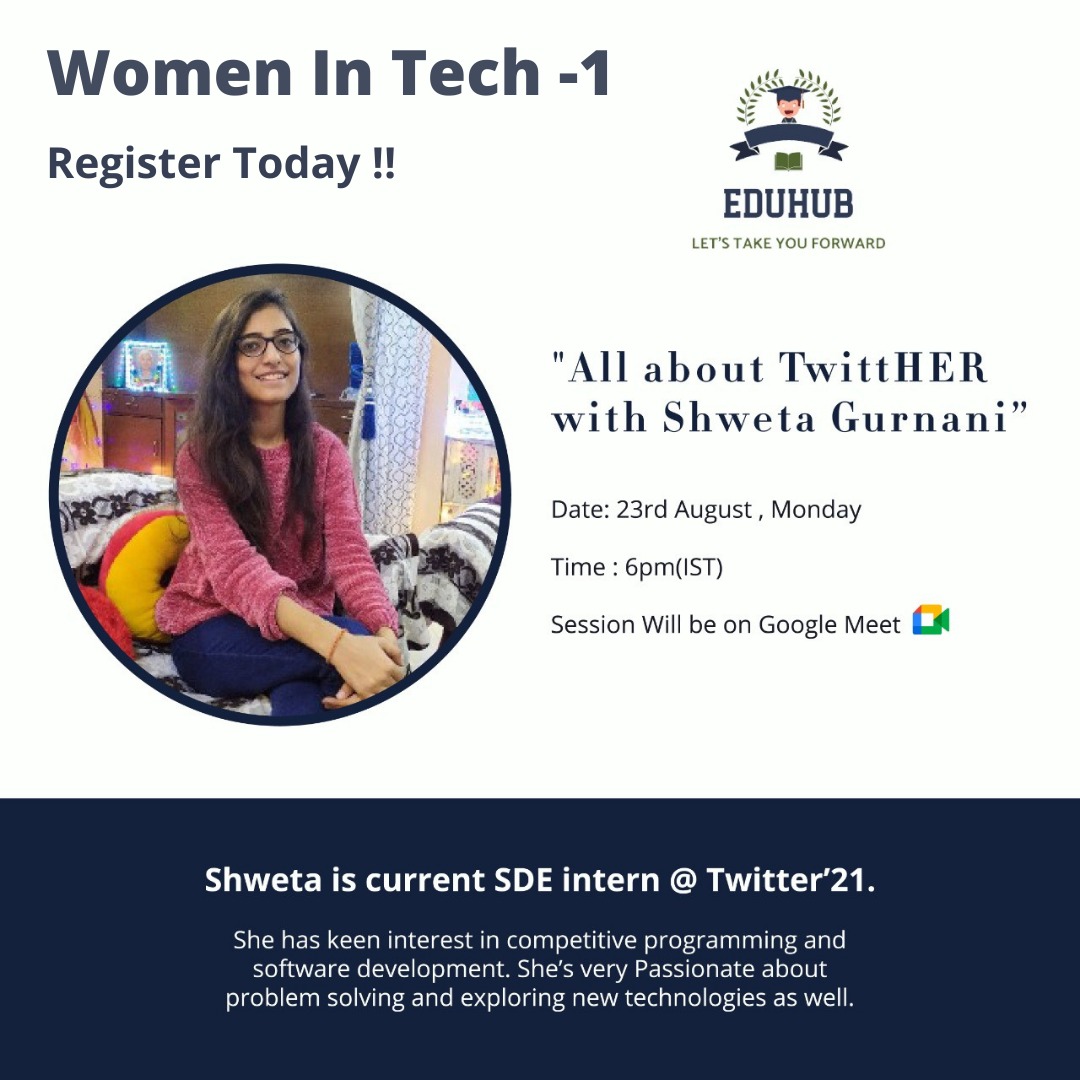 Women In Tech -1
Register Today !!
EDUHUB
LET'S TAKE YOU FORWARD
"All about TwittHER
with Shweta Gurnani”
Date: 23rd August , Monday
Time : 6pm(IST)
Session Will be on Google Meet
Shweta is current SDE intern @ Twitter’21.
She has keen interest in competitive programming and
software development. She’s very Passionate about
problem solving and exploring new technologies as well.